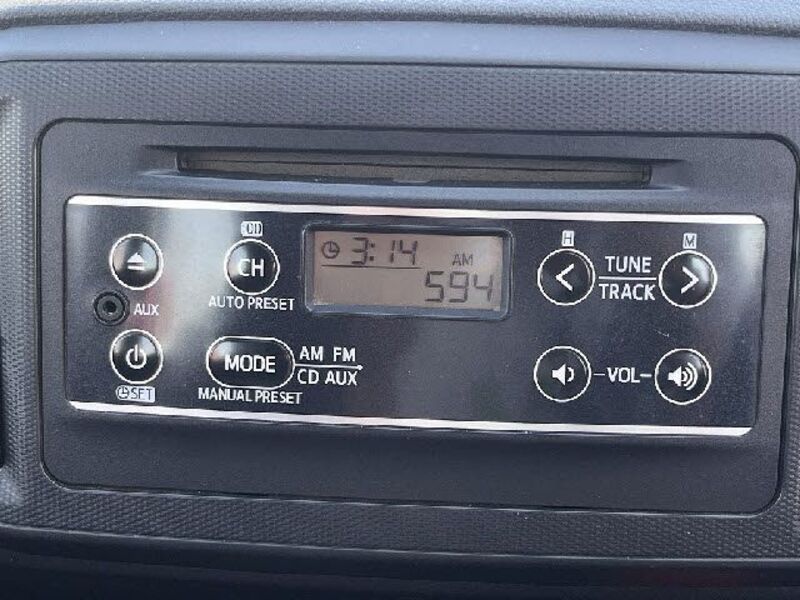 CD
H
M
3:14
AM
594
CH
AUTO PRESET
AUX
TUNE
TRACK
MODE
AM FM
CD AUX
MANUAL PRESET
SET
VOL